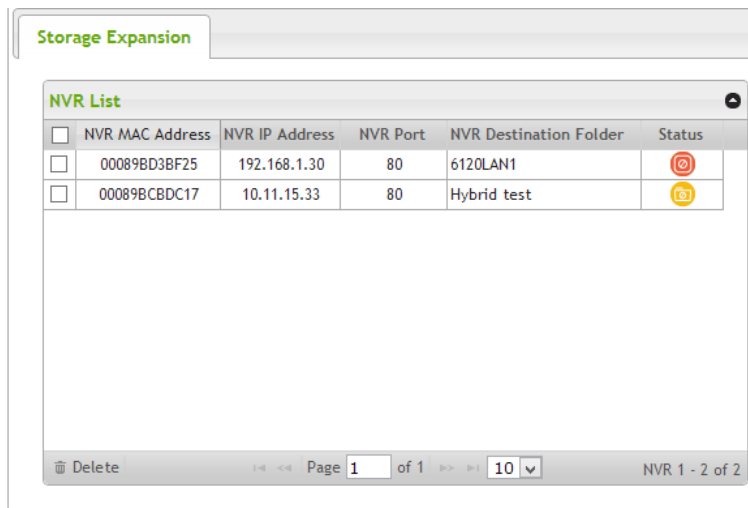 Storage Expansion
NVR List
NVR MAC Address NVR IP Address NVR Port NVR Destination Folder Status
00089BD3BF25 192.168.1.30 80 6120LAN1
00089BCBDC17 10.11.15.33 80 Hybrid test
Delete Page 1 of 1 10 NVR 1 - 2 of 2